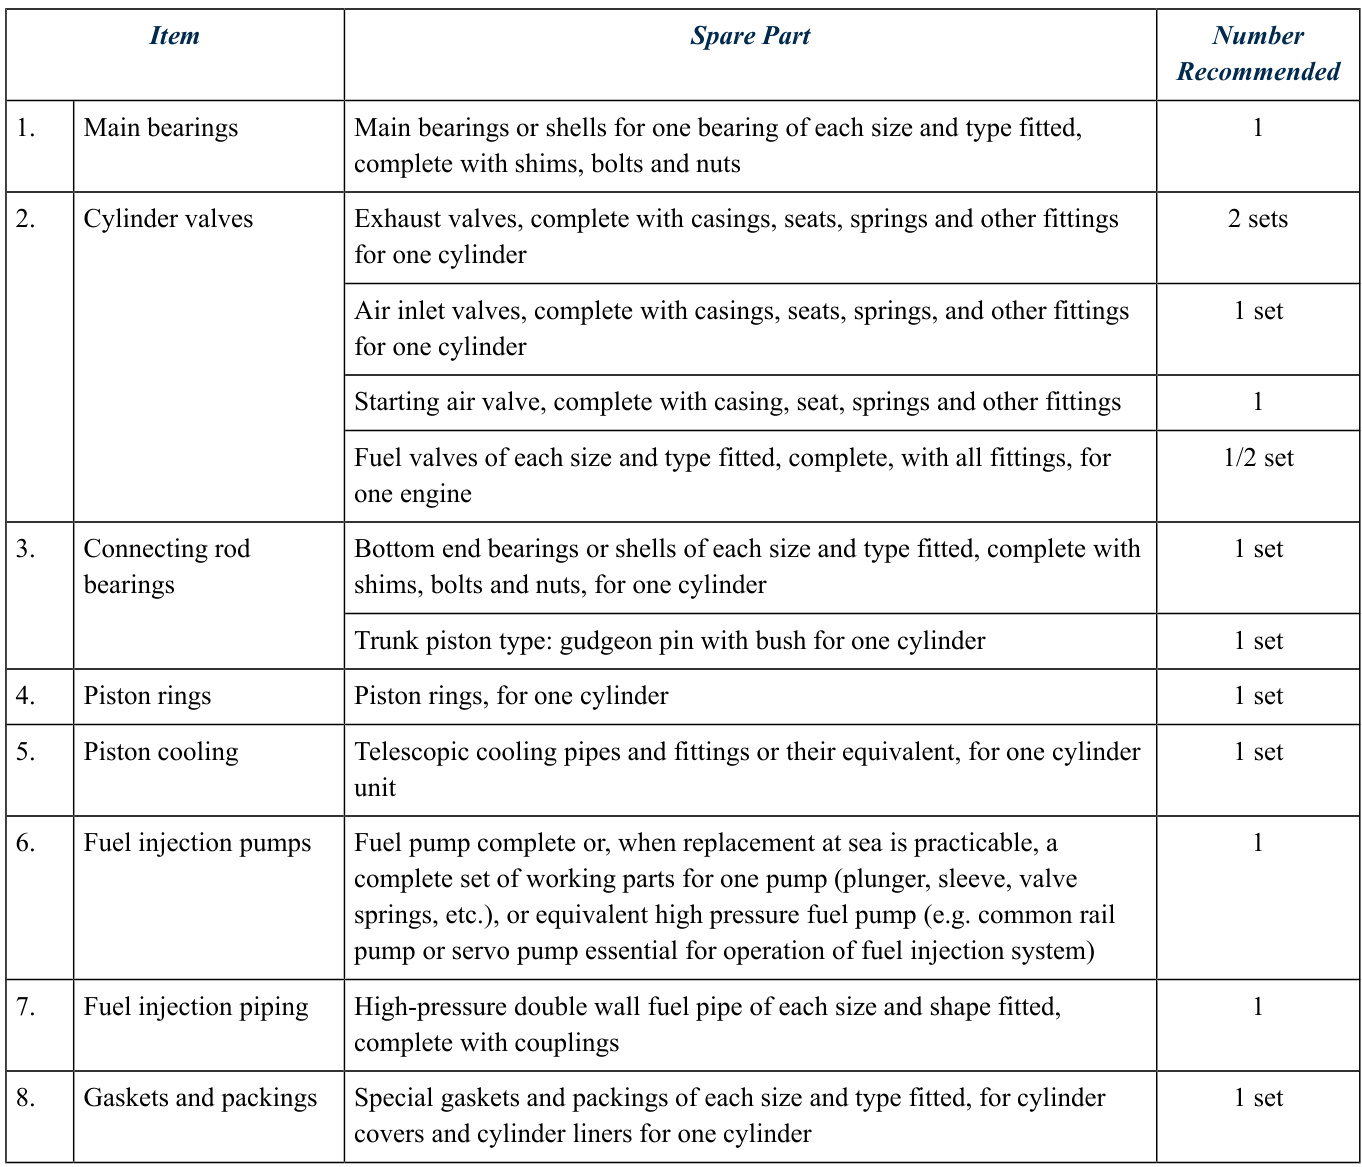 Item
Spare Part
Number
Recommended
1.
Main bearings
Main bearings or shells for one bearing of each size and type fitted,
complete with shims, bolts and nuts
1
2.
Cylinder valves
Exhaust valves, complete with casings, seats, springs and other fittings
for one cylinder
2 sets
Air inlet valves, complete with casings, seats, springs, and other fittings
for one cylinder
1 set
Starting air valve, complete with casing, seat, springs and other fittings
1
Fuel valves of each size and type fitted, complete, with all fittings, for
one engine
1/2 set
3.
Connecting rod
bearings
Bottom end bearings or shells of each size and type fitted, complete with
shims, bolts and nuts, for one cylinder
1 set
Trunk piston type: gudgeon pin with bush for one cylinder
1 set
4.
Piston rings
Piston rings, for one cylinder
1 set
5.
Piston cooling
Telescopic cooling pipes and fittings or their equivalent, for one cylinder
unit
1 set
6.
Fuel injection pumps
Fuel pump complete or, when replacement at sea is practicable, a
complete set of working parts for one pump (plunger, sleeve, valve
springs, etc.), or equivalent high pressure fuel pump (e.g. common rail
pump or servo pump essential for operation of fuel injection system)
1
7.
Fuel injection piping
High-pressure double wall fuel pipe of each size and shape fitted,
complete with couplings
1
8.
Gaskets and packings
Special gaskets and packings of each size and type fitted, for cylinder
covers and cylinder liners for one cylinder
1 set